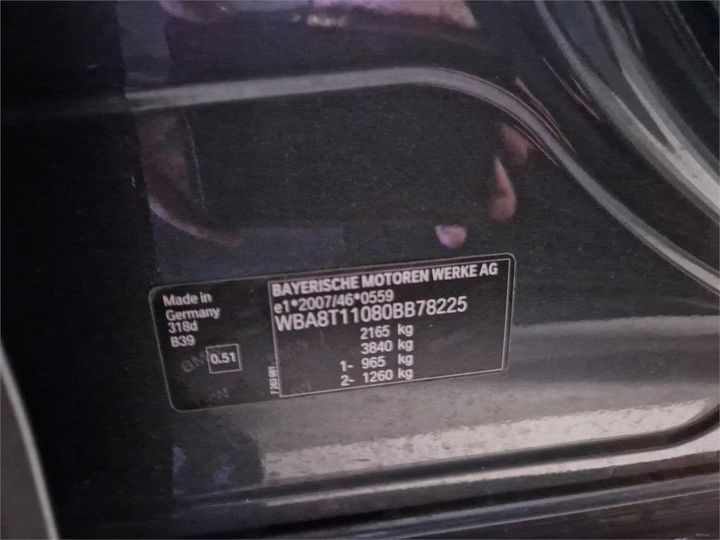 Made in
Germany
318d
B39
0.51
BAYERISCHE MOTOREN WERKE AG
e1*2007/46*0559
WBA8T11080BB78225
2165 kg
3840 kg
1- 965 kg
2- 1260 kg